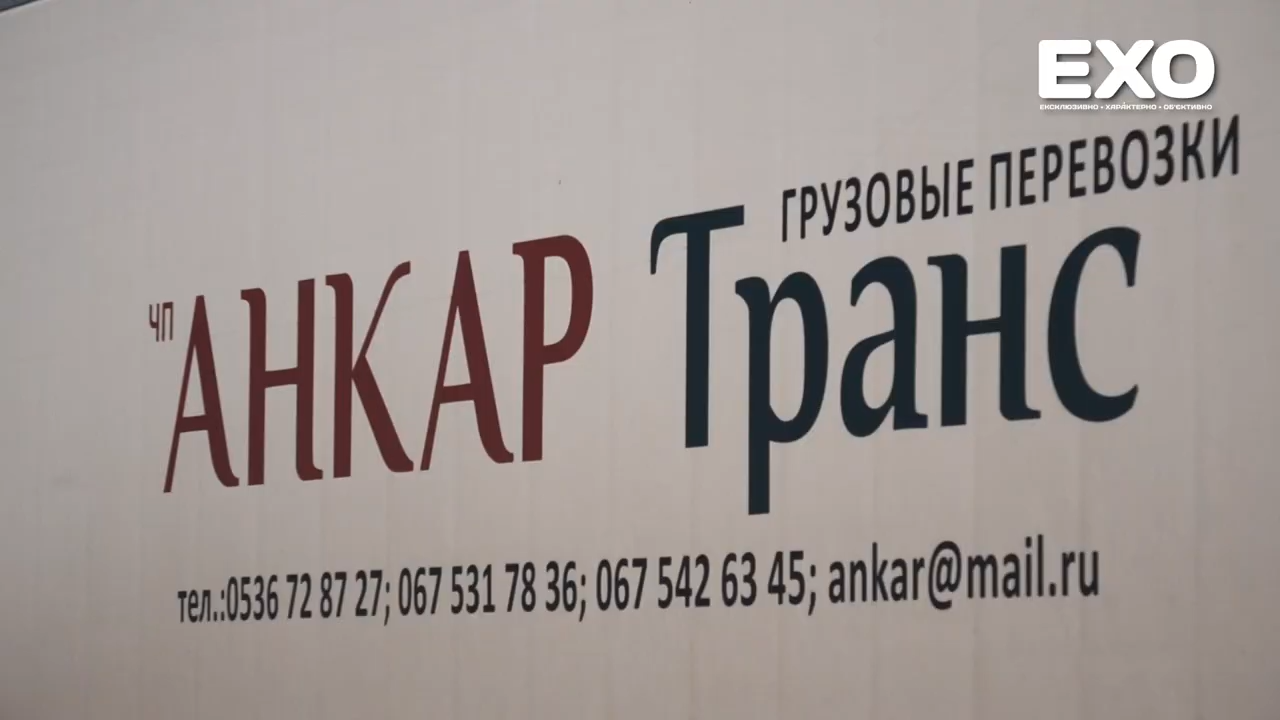 ЕХО
ЕКСКЛЮЗИВНО • ХАРАКТЕРНО • ОБ'ЄКТИВНО
ГРУЗОВЫЕ ПЕРЕВОЗКИ
ЧП АНКАР Транс
тел.:0536 72 87 27; 067 531 78 36; 067 542 63 45; ankar@mail.ru